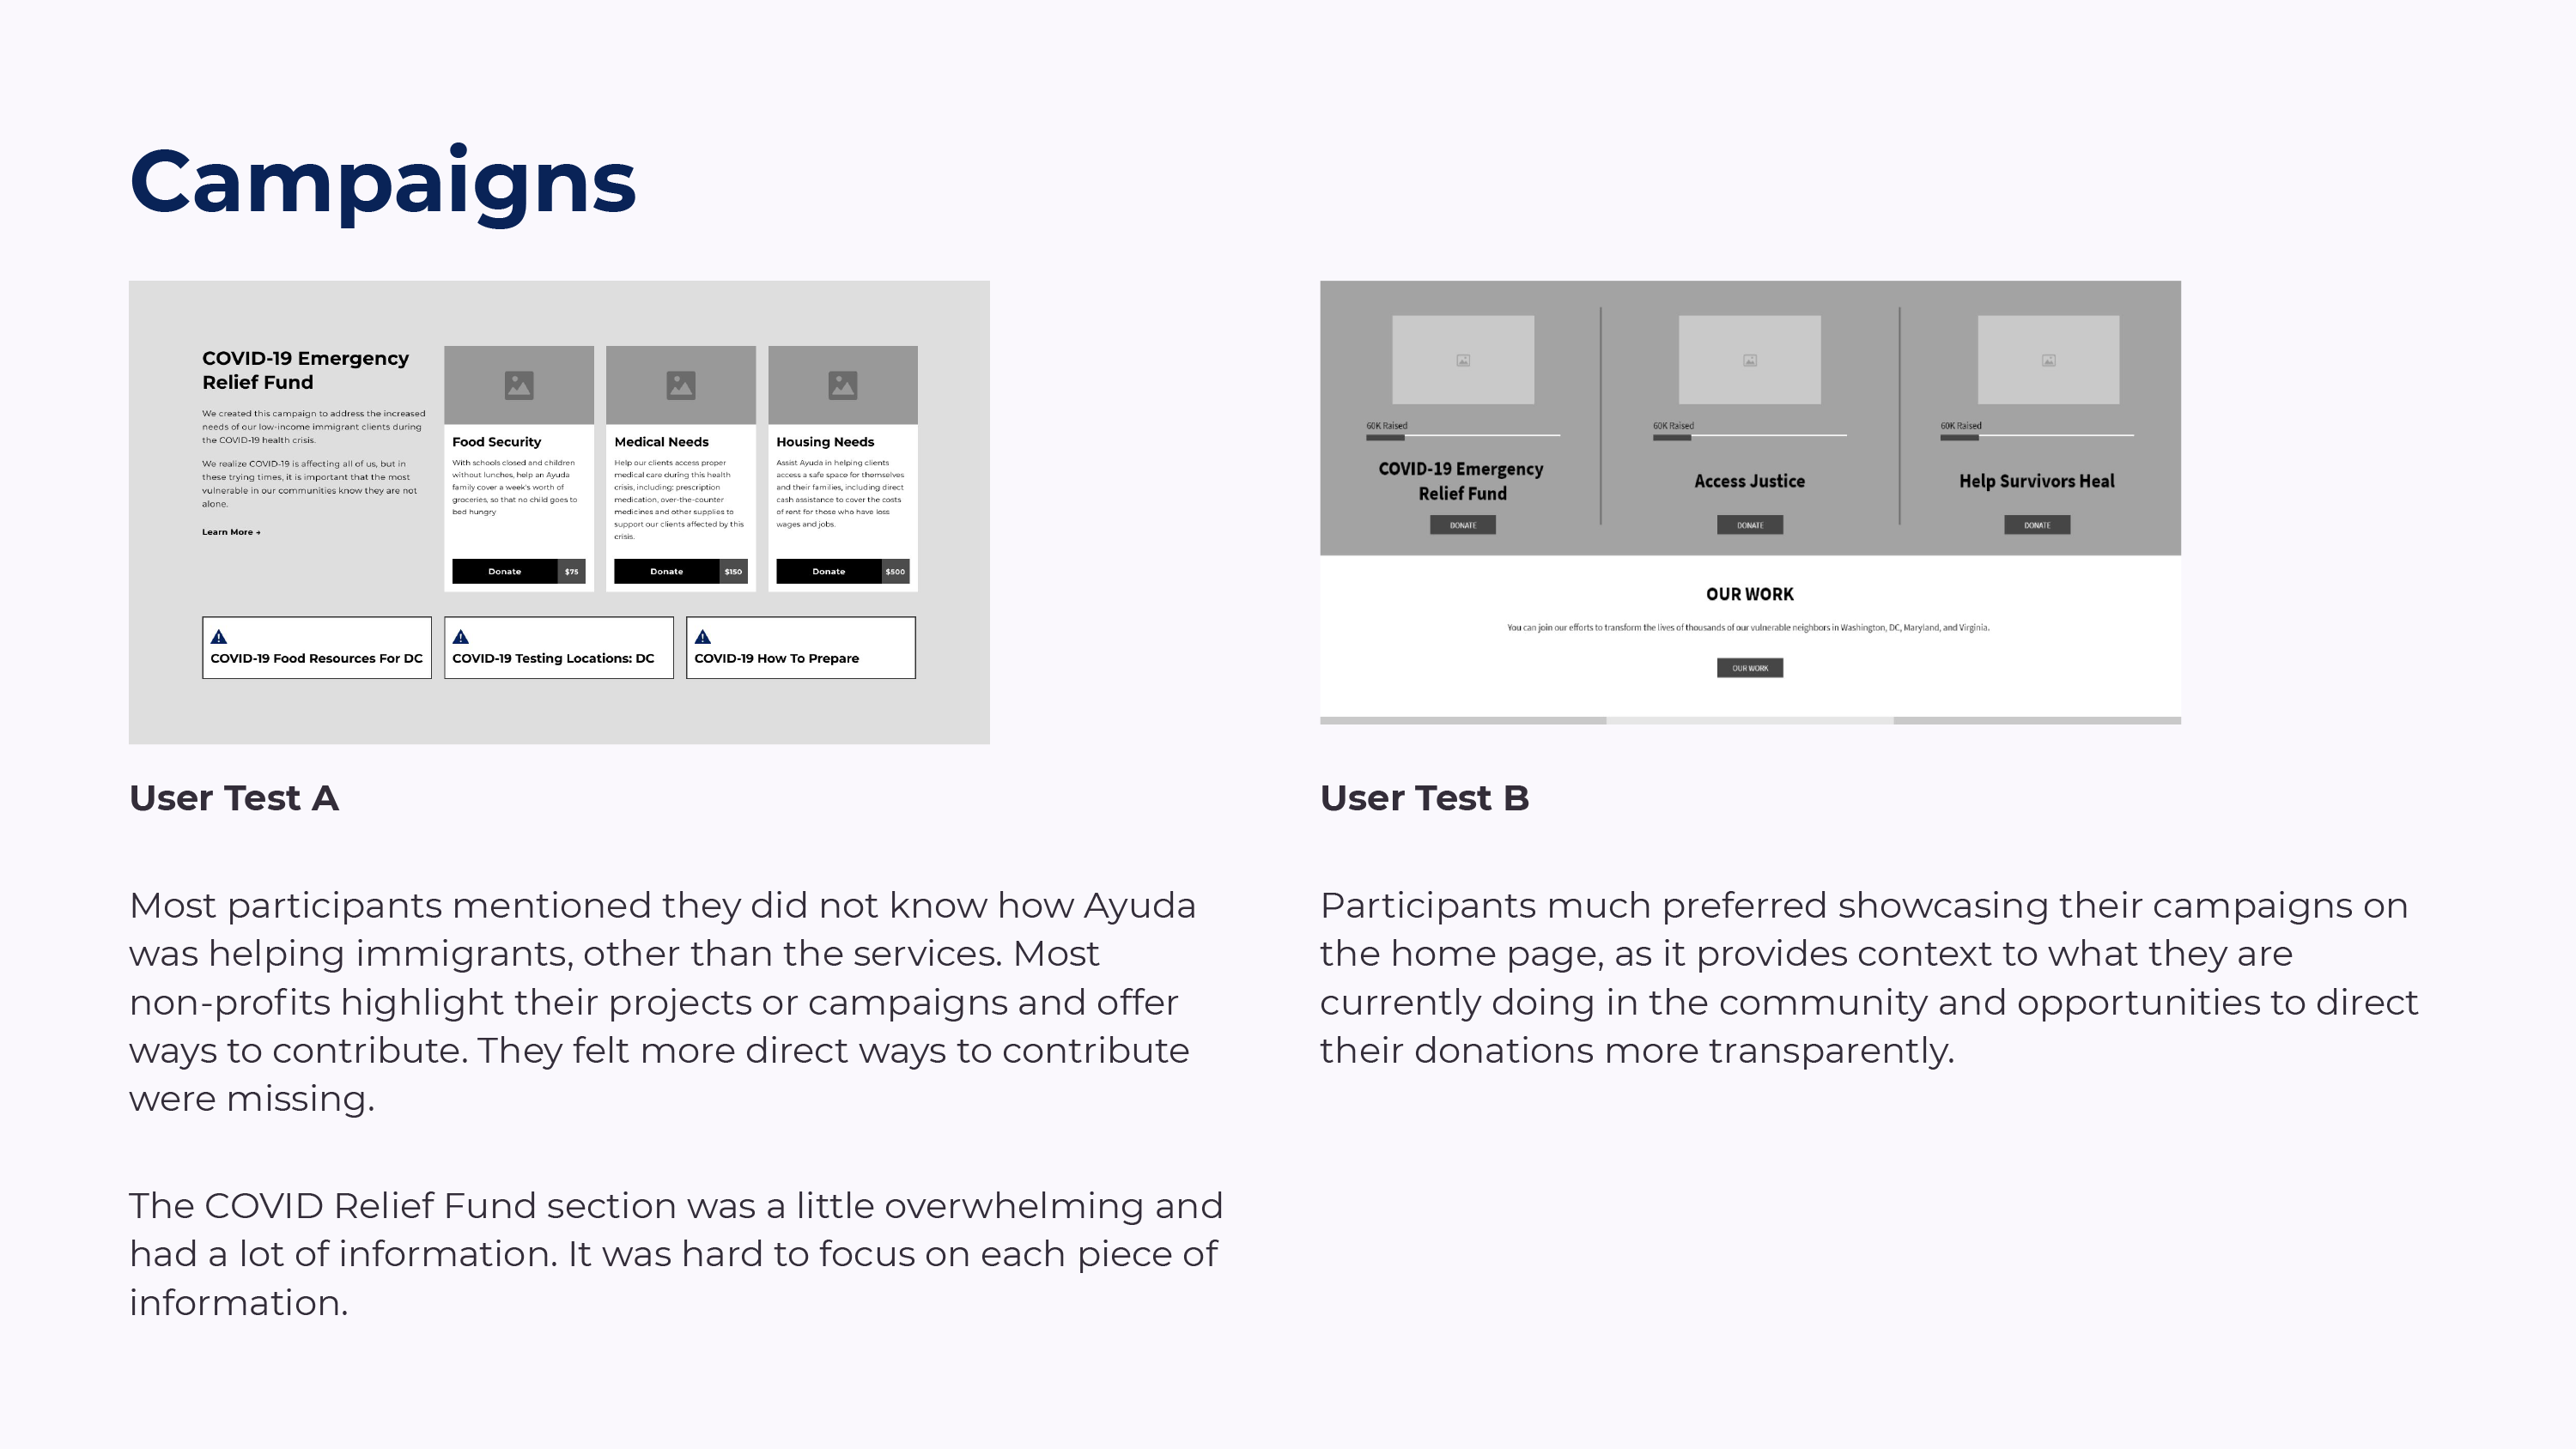 Campaigns
COVID-19 Emergency
Relief Fund
We created this campaign to address the increased
needs of our low-income immigrant clients during
the COVID-19 health crisis.
We realize COVID-19 is affecting all of us, but in
these trying times, it is important that the most
vulnerable in our communities know they are not
alone.
Learn More →
Food Security
With schools closed and children
without lunches, help an Ayuda
family cover a week's worth of
groceries, so that no child goes to
bed hungry
Donate $75
Medical Needs
Help our clients access proper
medical care during this health
crisis, including: prescription
medication, over-the-counter
medicines and other supplies to
support our clients affected by this
crisis.
Donate $150
Housing Needs
Assist Ayuda in helping clients
access a safe space for themselves
and their families, including direct
cash assistance to cover the costs
of rent for those who have loss
wages and jobs.
Donate $500
COVID-19 Food Resources For DC
COVID-19 Testing Locations: DC
COVID-19 How To Prepare
User Test A
Most participants mentioned they did not know how Ayuda
was helping immigrants, other than the services. Most
non-profits highlight their projects or campaigns and offer
ways to contribute. They felt more direct ways to contribute
were missing.
The COVID Relief Fund section was a little overwhelming and
had a lot of information. It was hard to focus on each piece of
information.
60K Raised
COVID-19 Emergency
Relief Fund
DONATE
60K Raised
Access Justice
DONATE
60K Raised
Help Survivors Heal
DONATE
OUR WORK
You can join our efforts to transform the lives of thousands of our vulnerable neighbors in Washington, DC, Maryland, and Virginia.
OUR WORK
User Test B
Participants much preferred showcasing their campaigns on
the home page, as it provides context to what they are
currently doing in the community and opportunities to direct
their donations more transparently.